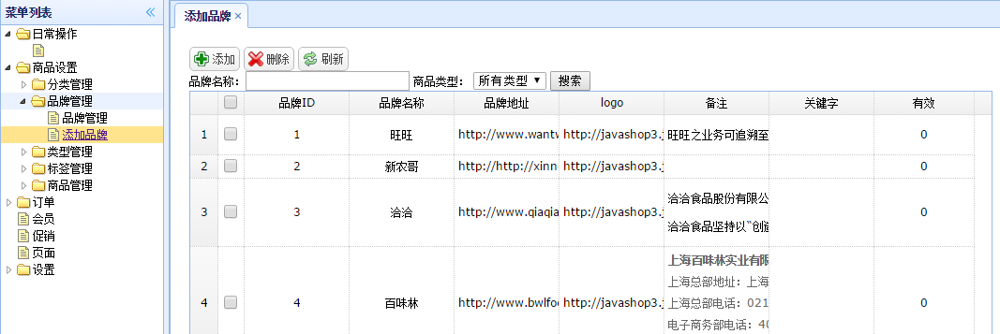 菜单列表
日常操作
商品设置
分类管理
品牌管理
品牌管理
添加品牌
类型管理
标签管理
商品管理
订单
会员
促销
页面
设置
添加品牌
添加 删除 刷新
品牌名称: 商品类型: 所有类型 搜索
品牌ID 品牌名称 品牌地址 logo 备注 关键字 有效
1 1 旺旺 http://www.wantw http://javashop3.j 旺旺之业务可追溯至 0
2 2 新农哥 http://http://xinn http://javashop3.j 0
3 3 洽洽 http://www.qiaqia http://javashop3.j 洽洽食品股份有限公 0
洽洽食品坚持以“创造
4 4 百味林 http://www.bwlfoo http://javashop3.j 上海百味林实业有限 0
上海总部地址：上海
上海总部电话：021
电子商务部电话：40